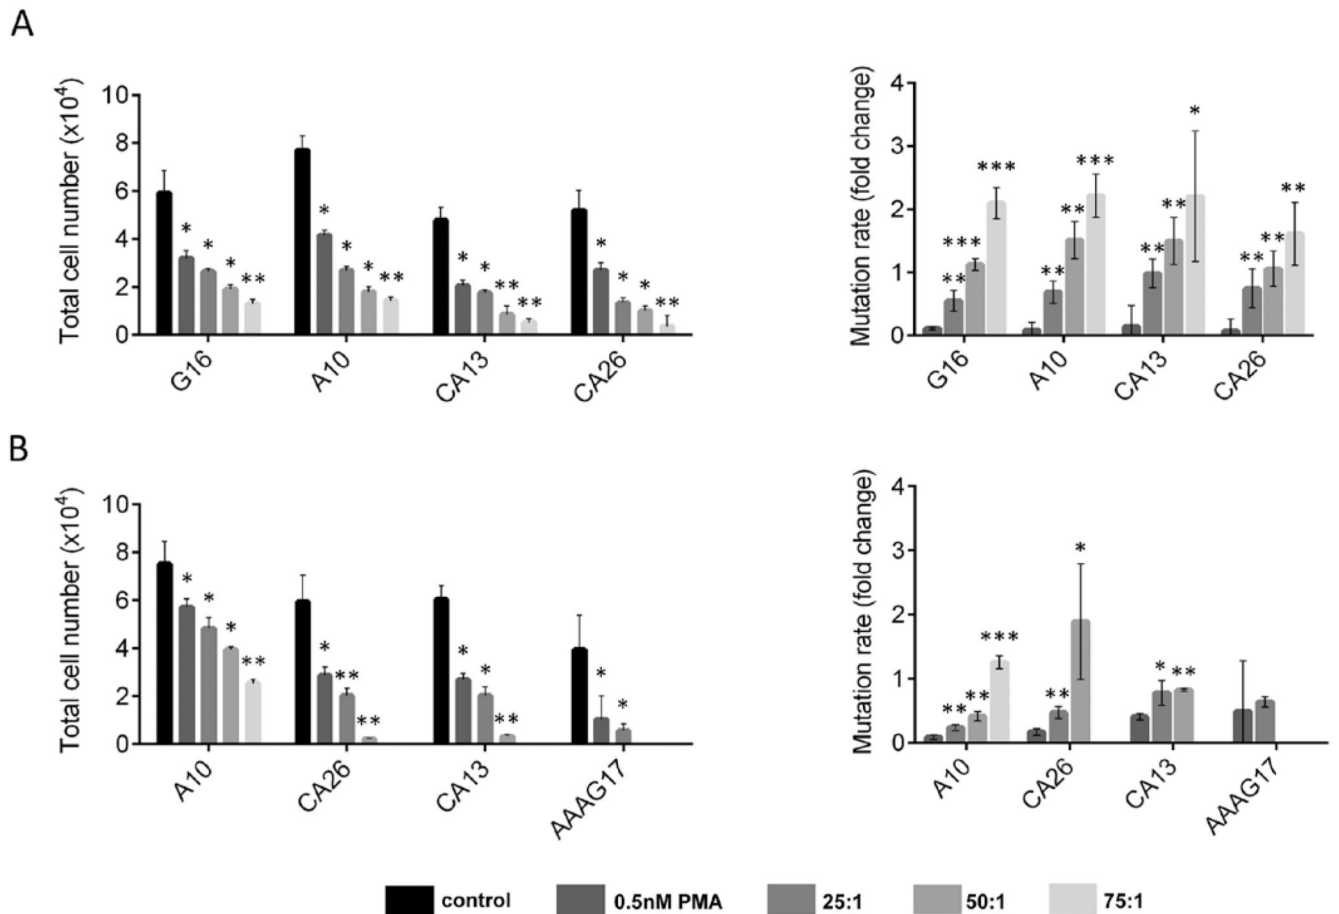 A
Total cell number (x10⁴)
10
8
6
4
2
0
* * * **
* * * **
* * ** **
* * * **
G16
A10
CA13
CA26
Mutation rate (fold change)
4
3
2
1
0
** *** ***
** ** ***
** ** *
** ** **
G16
A10
CA13
CA26
B
Total cell number (x10⁴)
10
8
6
4
2
0
* * * **
* ** **
* * **
* *
A10
CA26
CA13
AAAG17
Mutation rate (fold change)
4
3
2
1
0
** ** ***
** *
* **
A10
CA26
CA13
AAAG17
control 0.5nM PMA 25:1 50:1 75:1